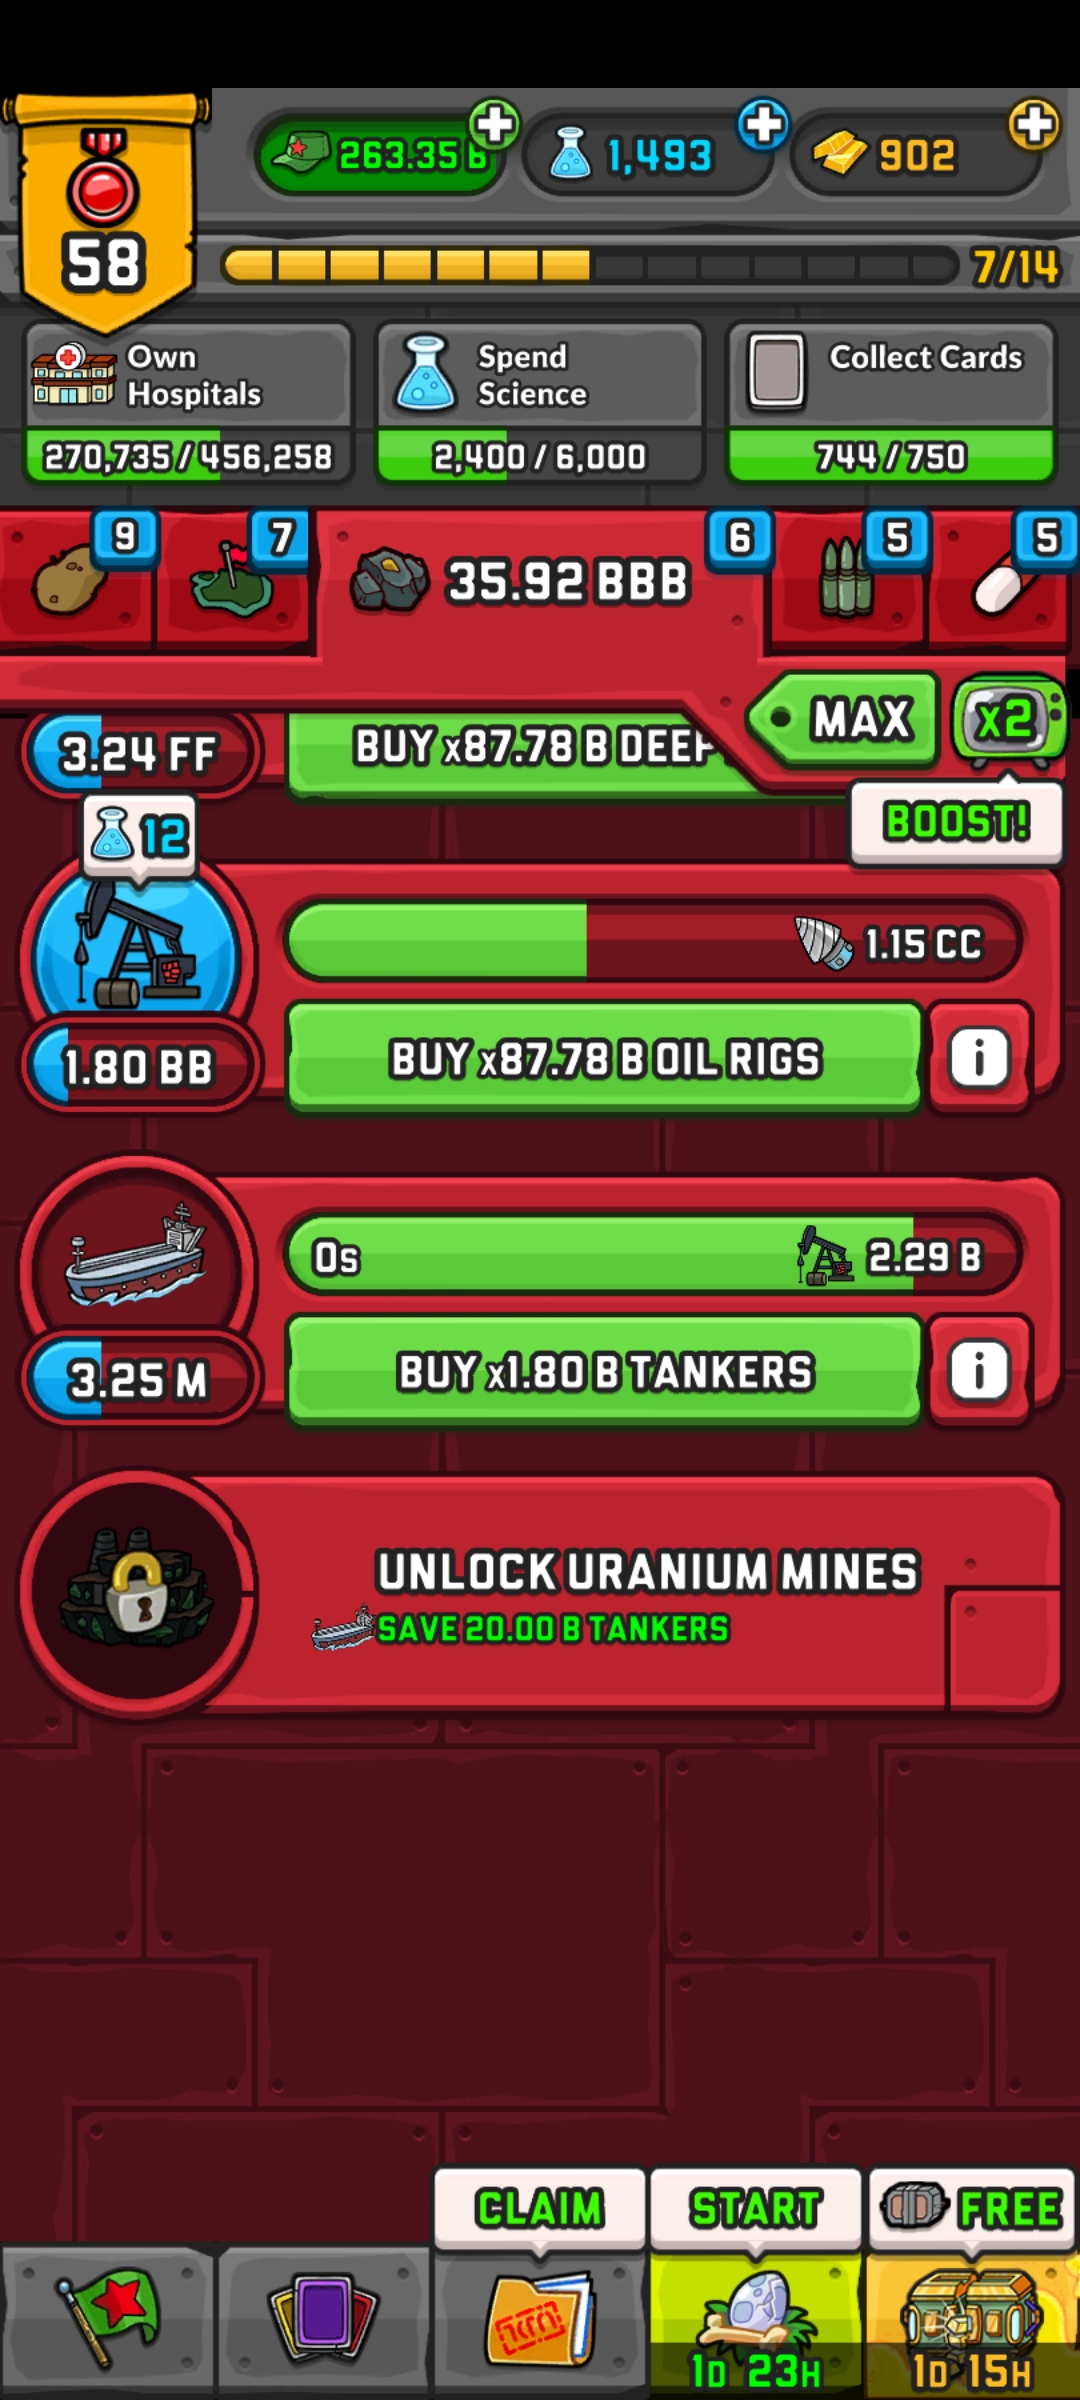 58
263.35 B
1,493
902
7/14
Own
Hospitals
270,735 / 456,258
Spend
Science
2,400 / 6,000
Collect Cards
744 / 750
9
7
35.92 BBB
6
5
5
MAX
x2
BOOST!
3.24 FF
BUY x87.78 B DEEP
12
1.15 CC
1.80 BB
BUY x87.78 B OIL RIGS
i
0s
2.29 B
3.25 M
BUY x1.80 B TANKERS
i
UNLOCK URANIUM MINES
SAVE 20.00 B TANKERS
CLAIM
START
FREE
1D 23H
1D 15H